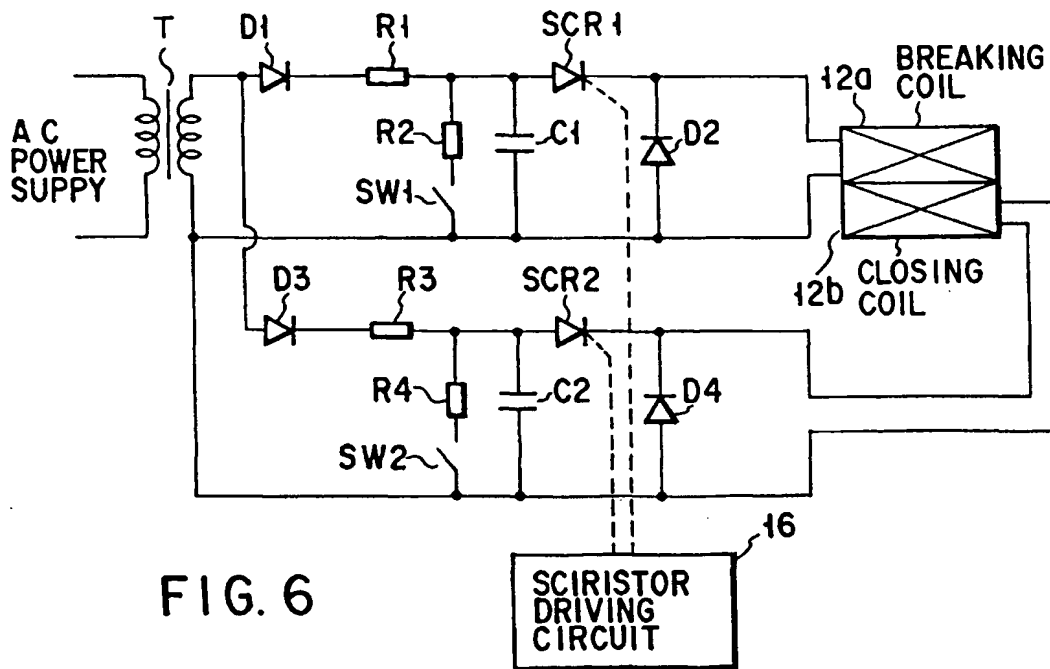 T
D1
R1
SCR1
BREAKING
COIL
12a
AC
POWER
SUPPY
R2
C1
D2
SW1
D3
R3
SCR2
12b
CLOSING
COIL
R4
C2
D4
SW2
16
FIG. 6
SCIRISTOR
DRIVING
CIRCUIT